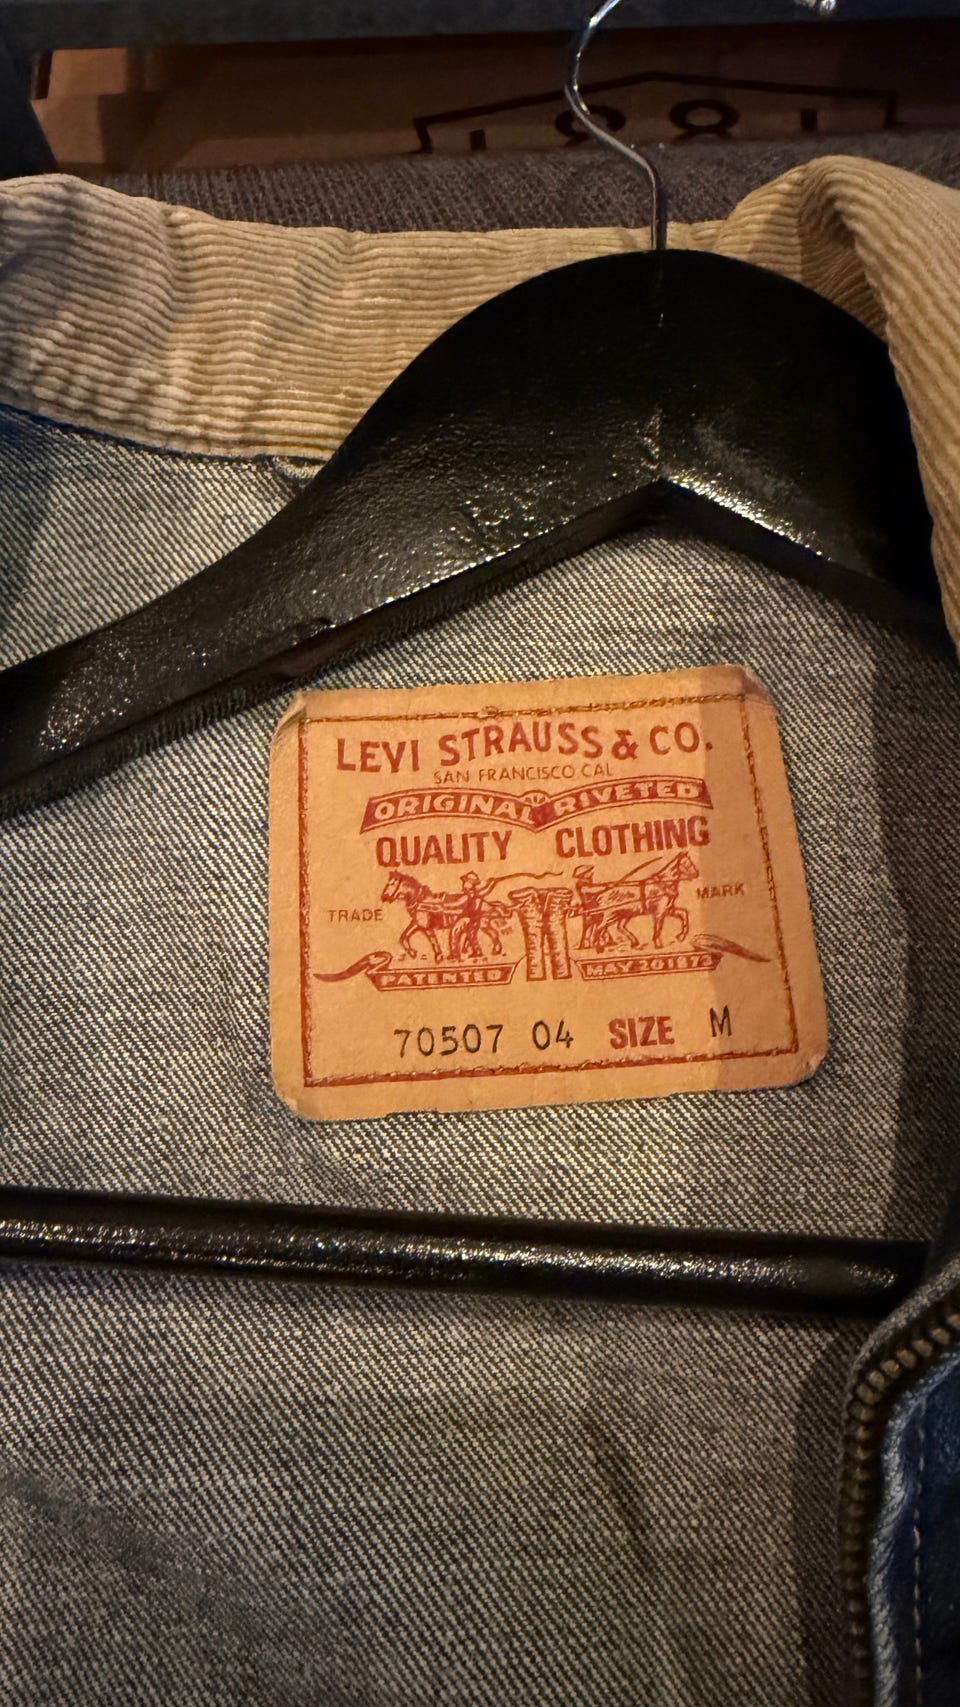 LEVI STRAUSS & CO.
SAN FRANCISCO CAL
ORIGINAL RIVETED
QUALITY CLOTHING
TRADE MARK
PATENTED MAY 20 1873
70507 04 SIZE M